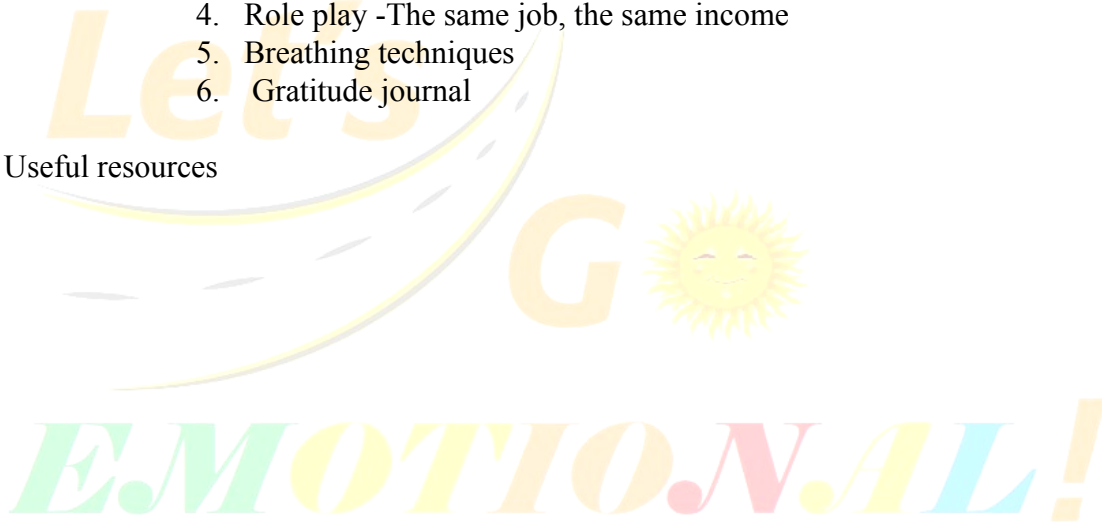 4. Role play -The same job, the same income
5. Breathing techniques
6. Gratitude journal
Useful resources
Let's
G
EMOTIONAL!